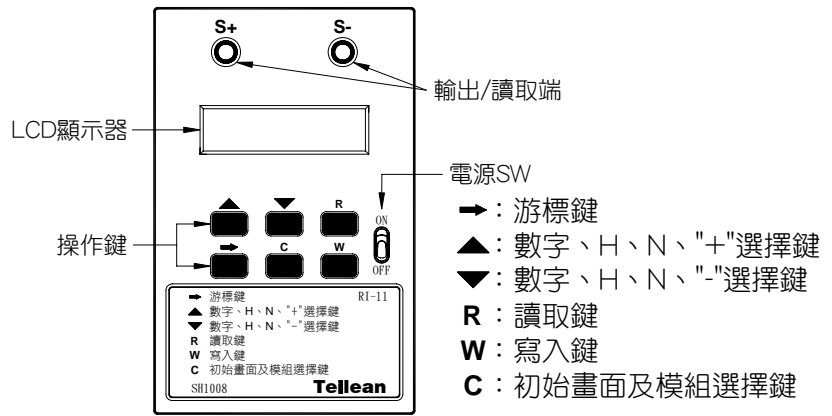 S+ S-
輸出/讀取端
LCD顯示器
電源SW
R ON
操作鍵
C W OFF
➡：游標鍵
▲：數字、H、N、"+"選擇鍵
▼：數字、H、N、"-"選擇鍵
R：讀取鍵
W：寫入鍵
C：初始畫面及模組選擇鍵
➡ 游標鍵 RI-11
▲ 數字、H、N、"+"選擇鍵
▼ 數字、H、N、"-"選擇鍵
R 讀取鍵
W 寫入鍵
C 初始畫面及模組選擇鍵
SH1008 Tellean